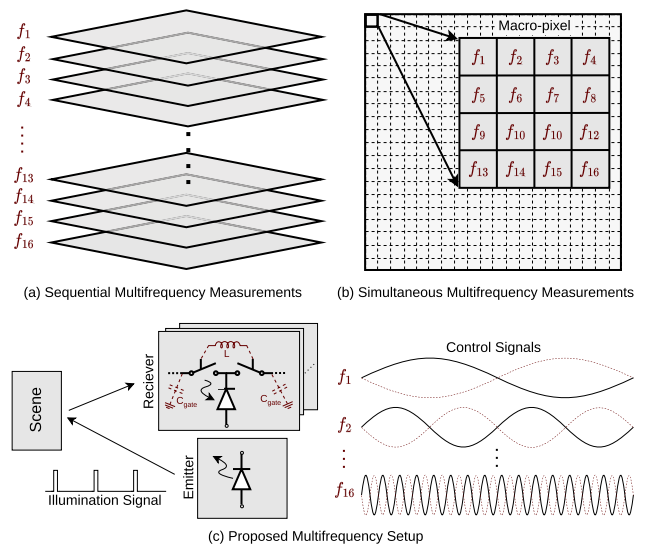 f1
f2
f3
f4
f13
f14
f15
f16
(a) Sequential Multifrequency Measurements
Macro-pixel
f1 f2 f3 f4
f5 f6 f7 f8
f9 f10 f10 f12
f13 f14 f15 f16
(b) Simultaneous Multifrequency Measurements
Scene
Reciever
L
Cgate
Cgate
Emitter
Illumination Signal
Control Signals
f1
f2
f16
(c) Proposed Multifrequency Setup